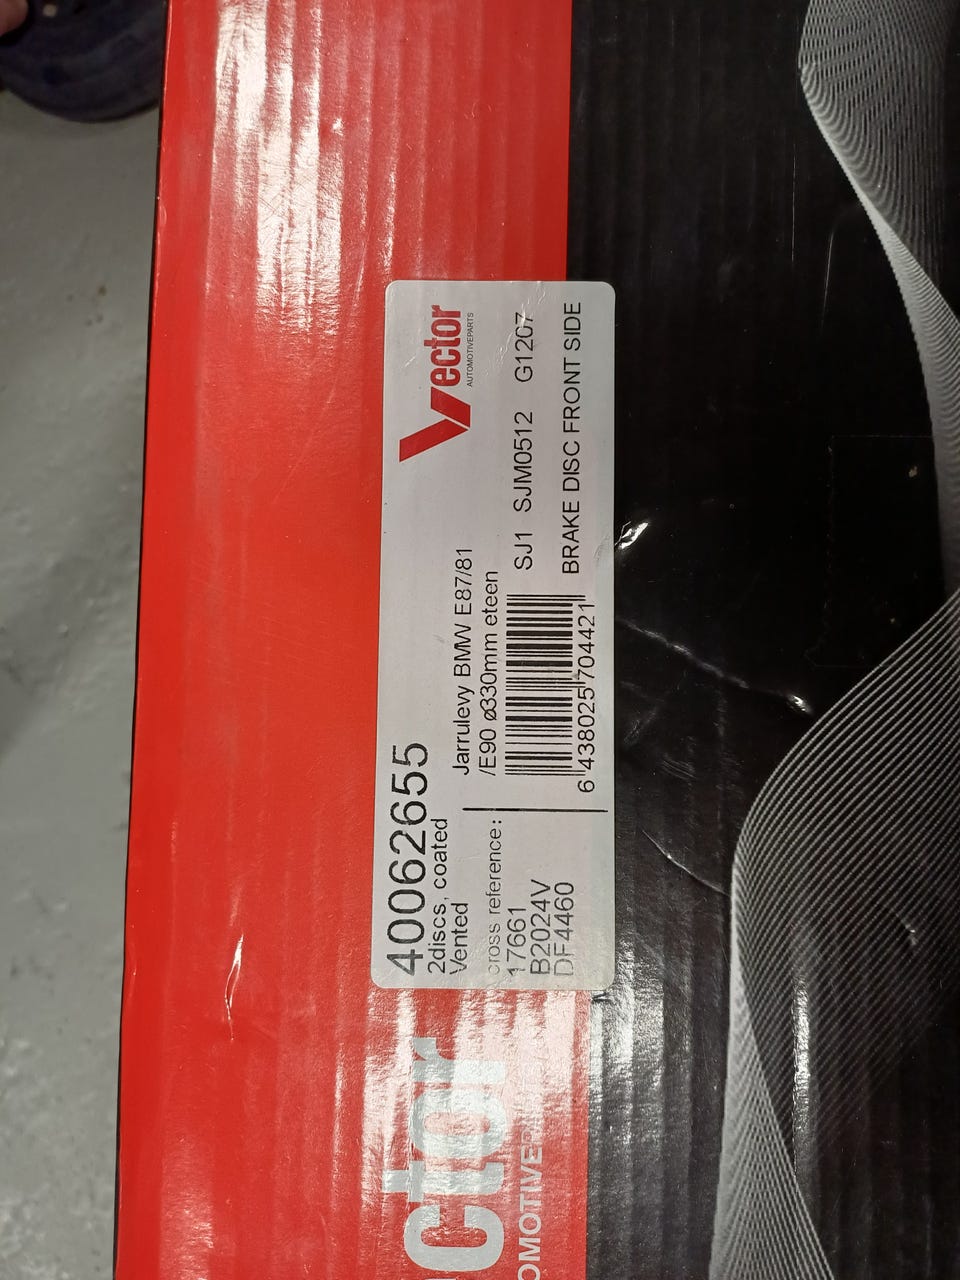 40062655
2discs, coated
Vented
Vector
AUTOMOTIVEPARTS
Jarrulevy BMW E87/81
/E90 ø330mm eteen
cross reference:
17661
B2024V
DF4460
6 438025 704421
SJ1 SJM0512 G1207
BRAKE DISC FRONT SIDE
ctor
OMOTIVE